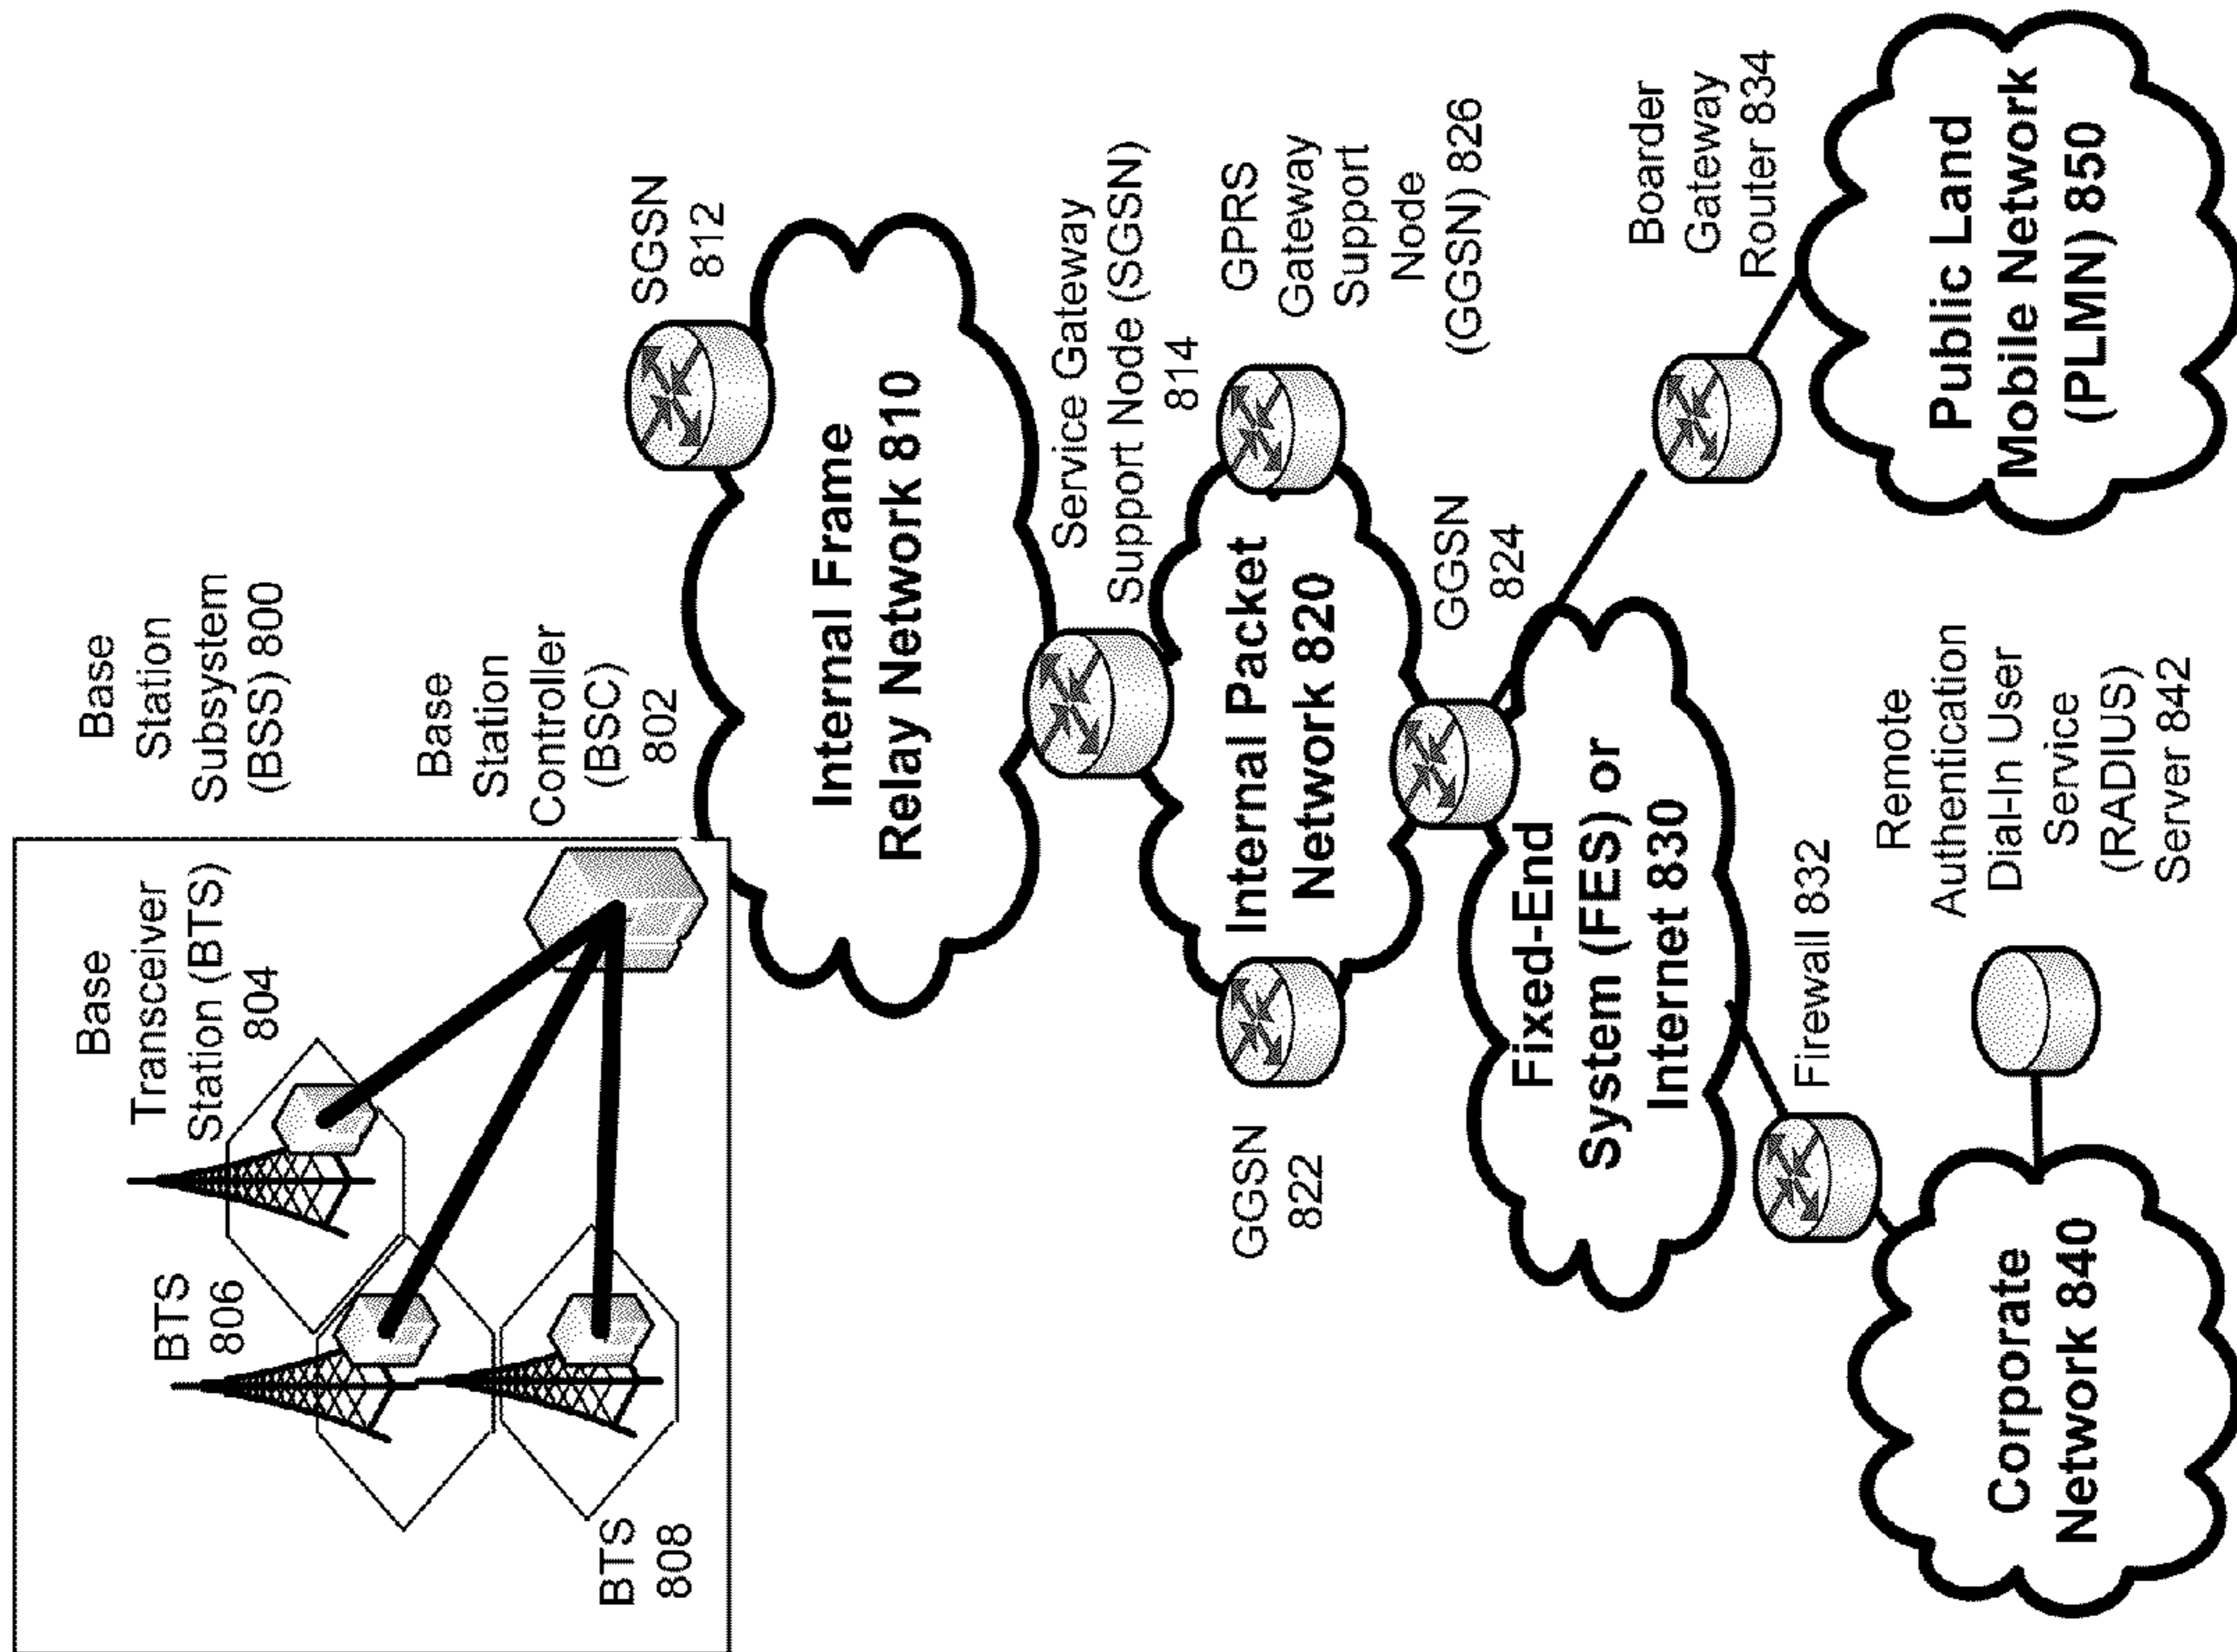 Base
Station
Subsystem
(BSS) 800
Base
Transceiver
Station (BTS)
804
BTS
806
BTS
808
Base
Station
Controller
(BSC)
802
SGSN
812
Internal Frame
Relay Network 810
Service Gateway
Support Node (SGSN)
814
GPRS
Gateway
Support
Node
(GGSN) 826
Internal Packet
Network 820
GGSN
822
GGSN
824
Fixed-End
System (FES) or
Internet 830
Boarder
Gateway
Router 834
Firewall 832
Remote
Authentication
Dial-In User
Service
(RADIUS)
Server 842
Corporate
Network 840
Public Land
Mobile Network
(PLMN) 850